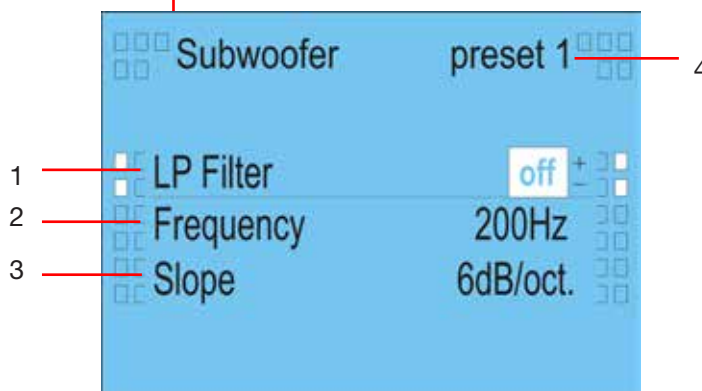 Subwoofer preset 1 4
1 LP Filter off + −
2 Frequency 200Hz
3 Slope 6dB/oct.